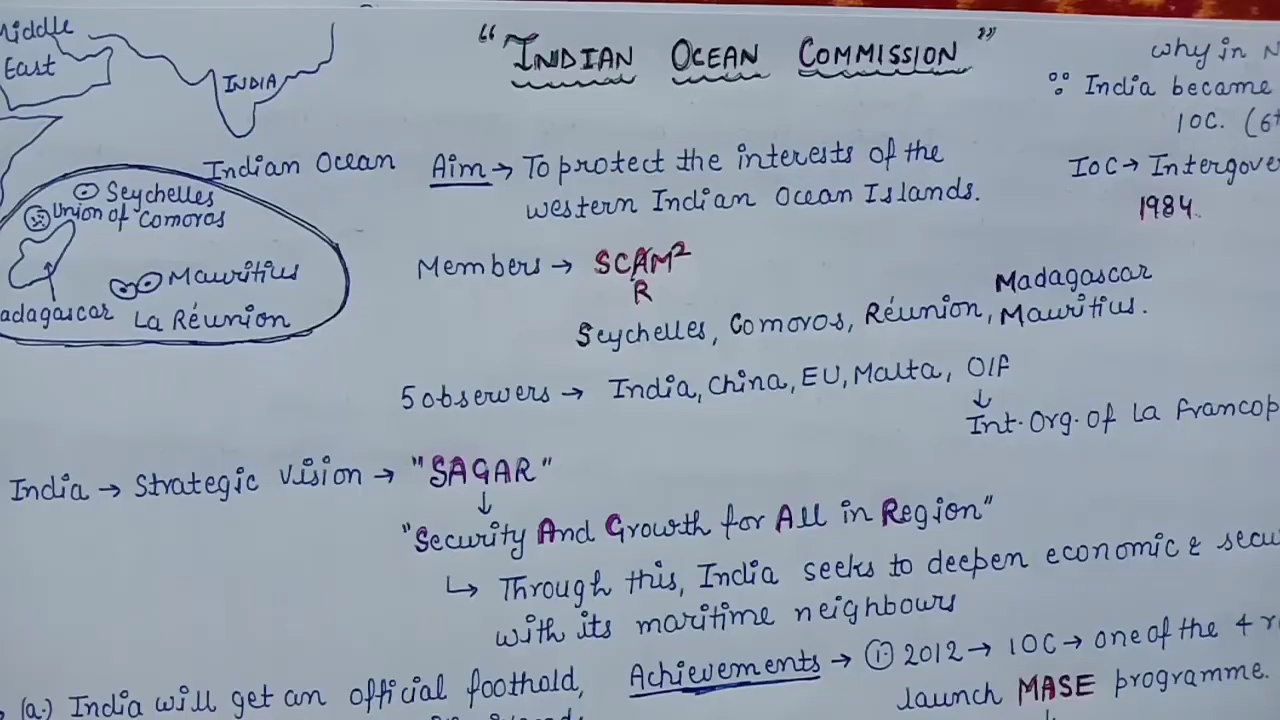 Middle
East
INDIA
Indian Ocean
Seychelles
Union of Comoros
Mauritius
adagascar
La Réunion
"INDIAN OCEAN COMMISSION"
why in N
∵ India became
IOC. (6
IOC → Intergove
1984.
Aim → To protect the interests of the
western Indian Ocean Islands.
Members → SCAM²
R
Seychelles, Comoros, Réunion, Madagascar
Mauritius.
5 observers → India, China, EU, Malta, OIF
↓
Int. Org. of La francop
India → Strategic Vision → "SAGAR"
↓
"Security And Growth for All in Region"
↳ Through this, India seeks to deepen economic & secu
with its maritime neighbours
(a.) India will get an official foothold,
Achievements → (1.) 2012 → IOC → one of the 4
launch MASE programme.